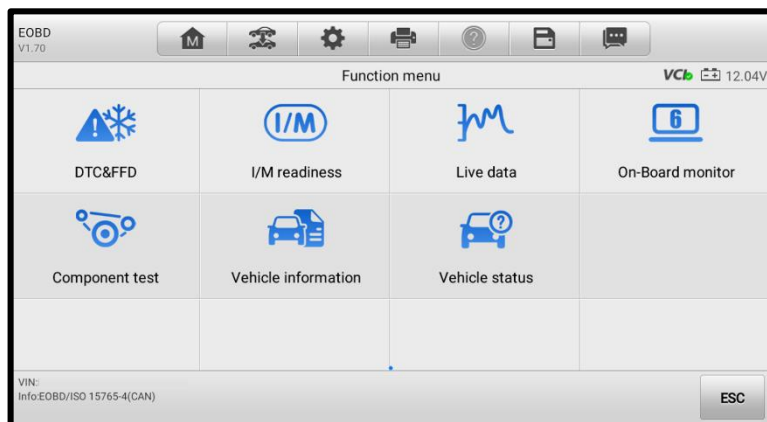 EOBD
V1.70
M
Function menu
VCI 12.04V
DTC&FFD
I/M
I/M readiness
Live data
6
On-Board monitor
Component test
Vehicle information
Vehicle status
VIN:
Info:EOBD/ISO 15765-4(CAN)
ESC